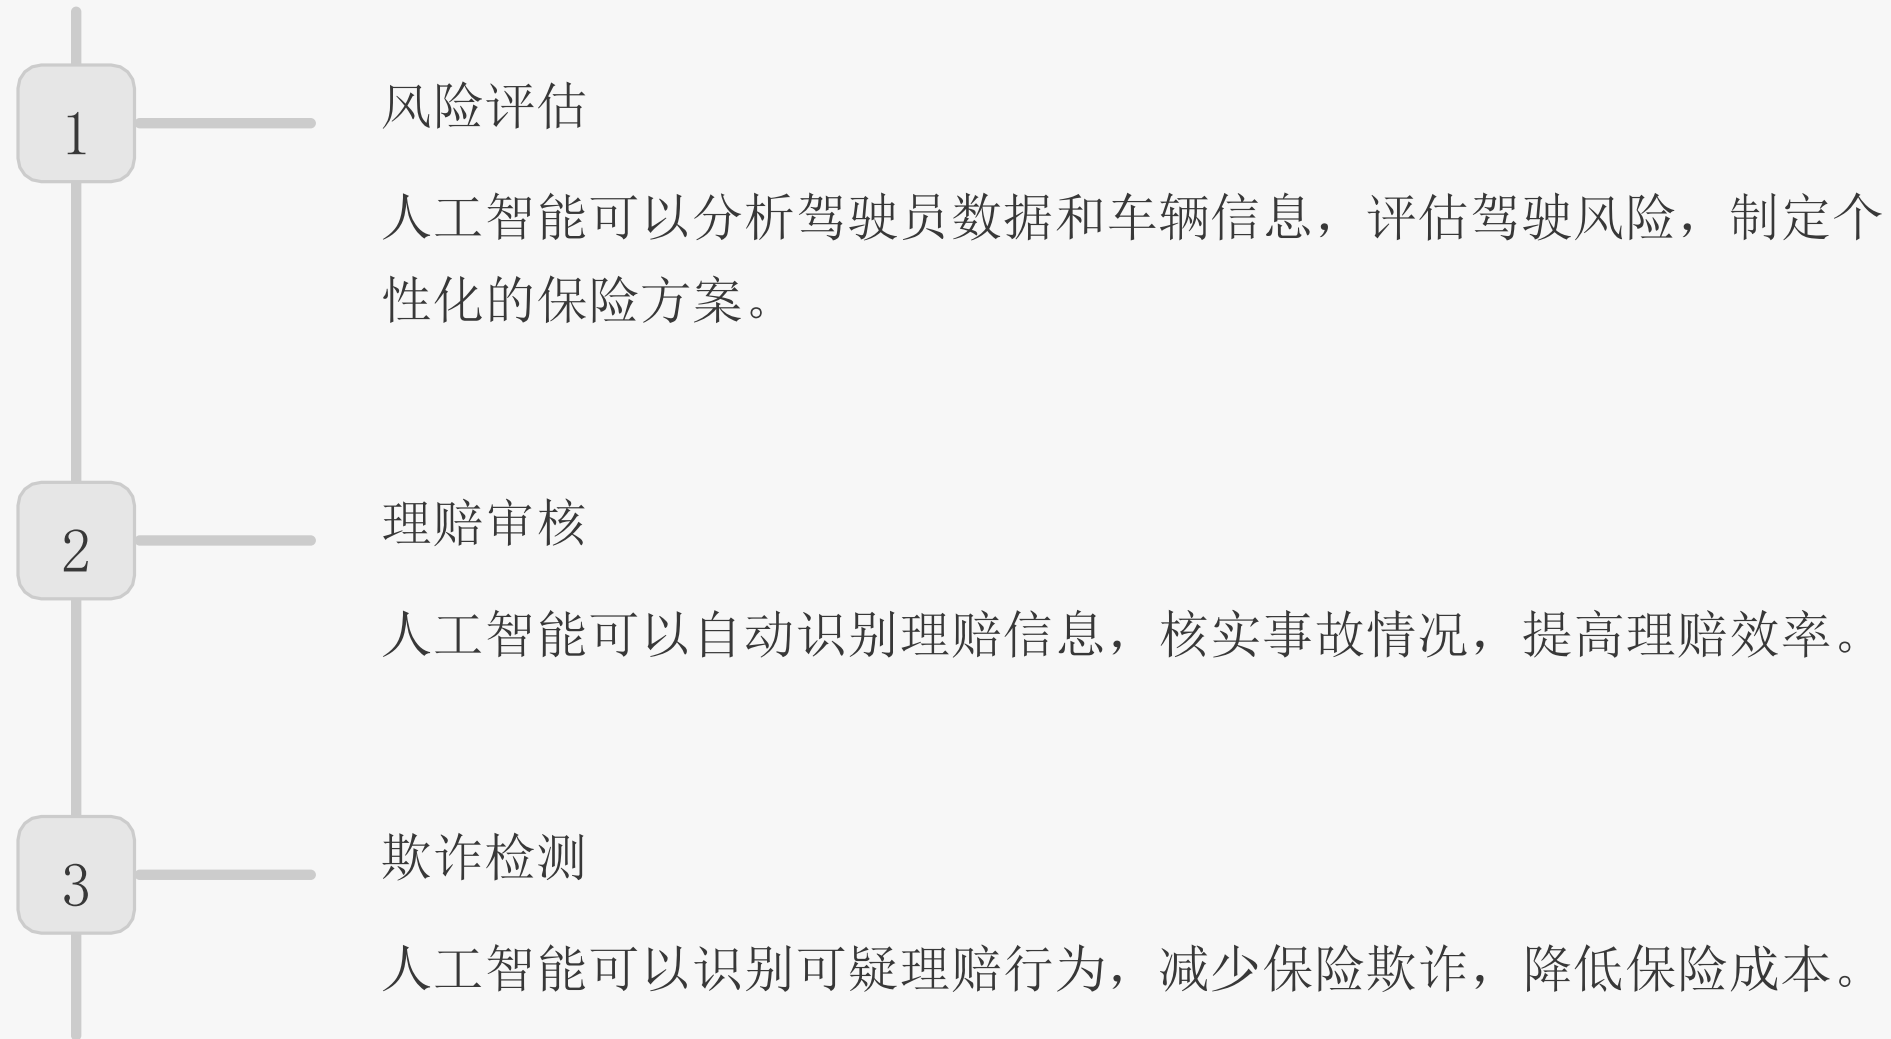 1
风险评估
人工智能可以分析驾驶员数据和车辆信息，评估驾驶风险，制定个
性化的保险方案。
2
理赔审核
人工智能可以自动识别理赔信息，核实事故情况，提高理赔效率。
3
欺诈检测
人工智能可以识别可疑理赔行为，减少保险欺诈，降低保险成本。